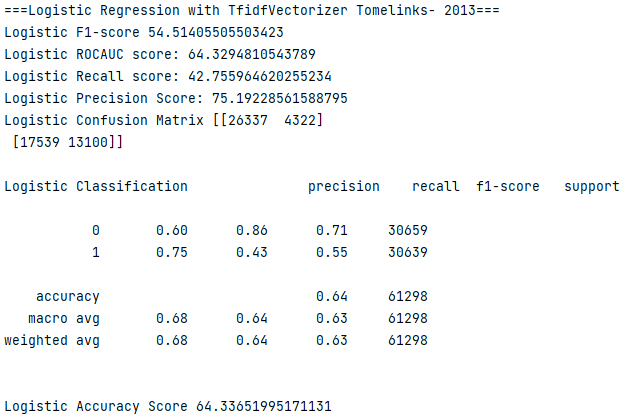 ===Logistic Regression with TfidfVectorizer Tomelinks- 2013===
Logistic F1-score 54.51405505503423
Logistic ROCAUC score: 64.3294810543789
Logistic Recall score: 42.755964620255234
Logistic Precision Score: 75.19228561588795
Logistic Confusion Matrix [[26337  4322]
 [17539 13100]]
Logistic Classification               precision    recall  f1-score   support
           0       0.60      0.86      0.71     30659
           1       0.75      0.43      0.55     30639
    accuracy                           0.64     61298
   macro avg       0.68      0.64      0.63     61298
weighted avg       0.68      0.64      0.63     61298
Logistic Accuracy Score 64.33651995171131